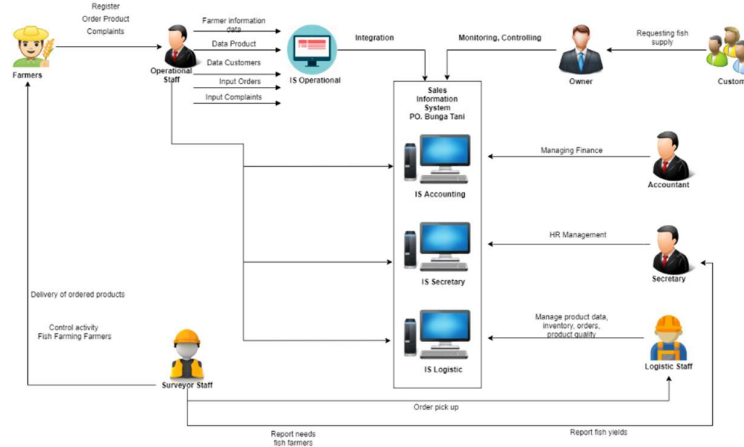 Register
Order Product
Complaints
Farmers
Operational
Staff
Farmer information
data
Data Product
Data Customers
Input Orders
Input Complaints
IS Operational
Integration
Monitoring, Controlling
Owner
Requesting fish
supply
Custom
Sales
Information
System
PO. Bunga Tani
IS Accounting
Managing Finance
Accountant
IS Secretary
HR Management
Secretary
IS Logistic
Manage product data,
inventory, orders,
product quality
Logistic Staff
Delivery of ordered products
Control activity
Fish Farming Farmers
Surveyor Staff
Order pick up
Report needs
fish farmers
Report fish yields